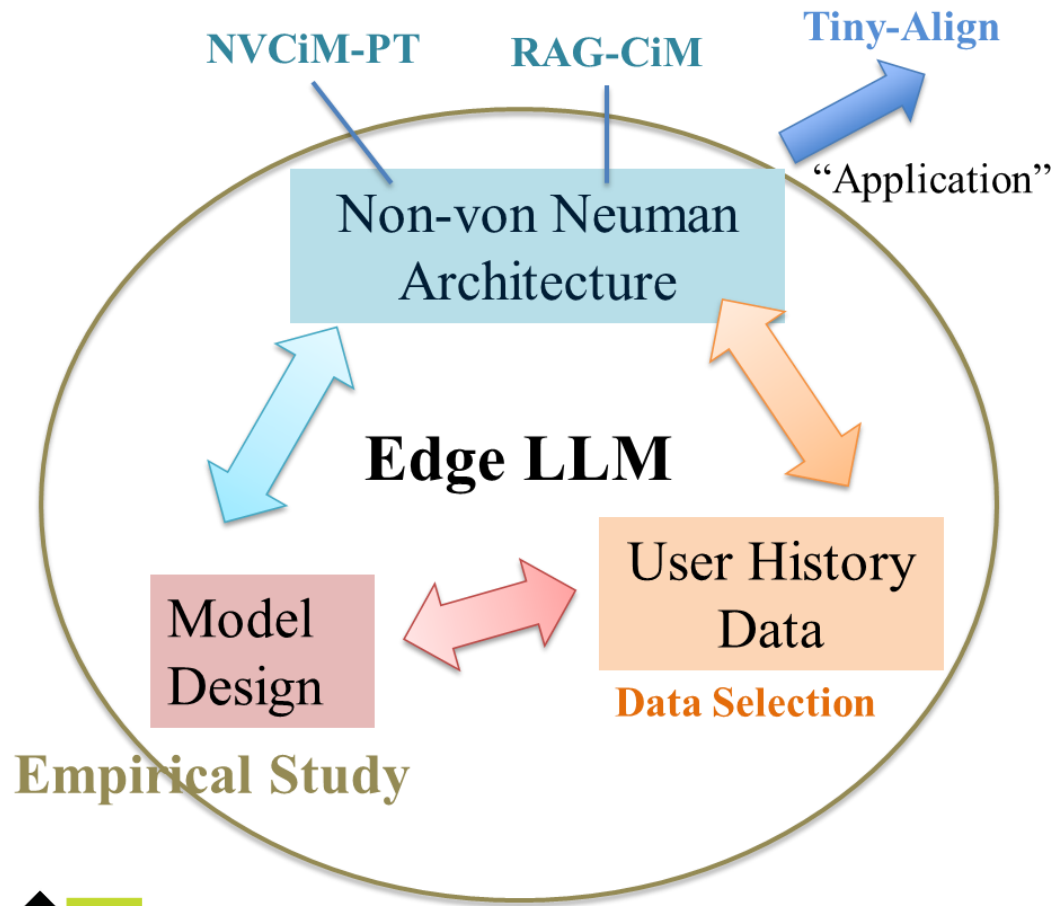 Tiny-Align
NVCiM-PT
RAG-CiM
“Application”
Non-von Neuman
Architecture
Edge LLM
User History
Data
Model
Design
Data Selection
Empirical Study